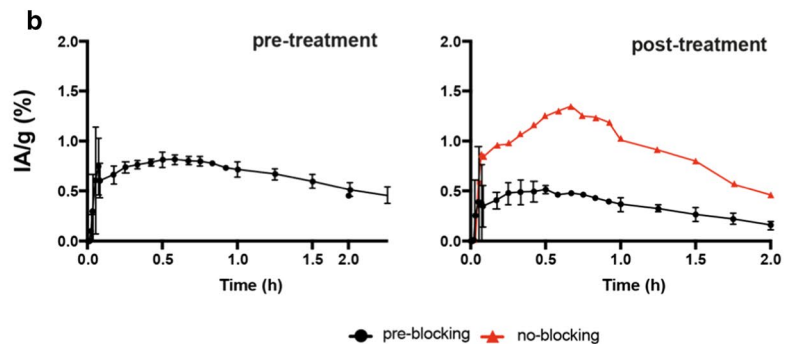 b
pre-treatment
post-treatment
IA/g (%)
2.0
1.5
1.0
0.5
0.0
0.0 0.5 1.0 1.5 2.0
Time (h)
2.0
1.5
1.0
0.5
0.0
0.0 0.5 1.0 1.5 2.0
Time (h)
pre-blocking no-blocking